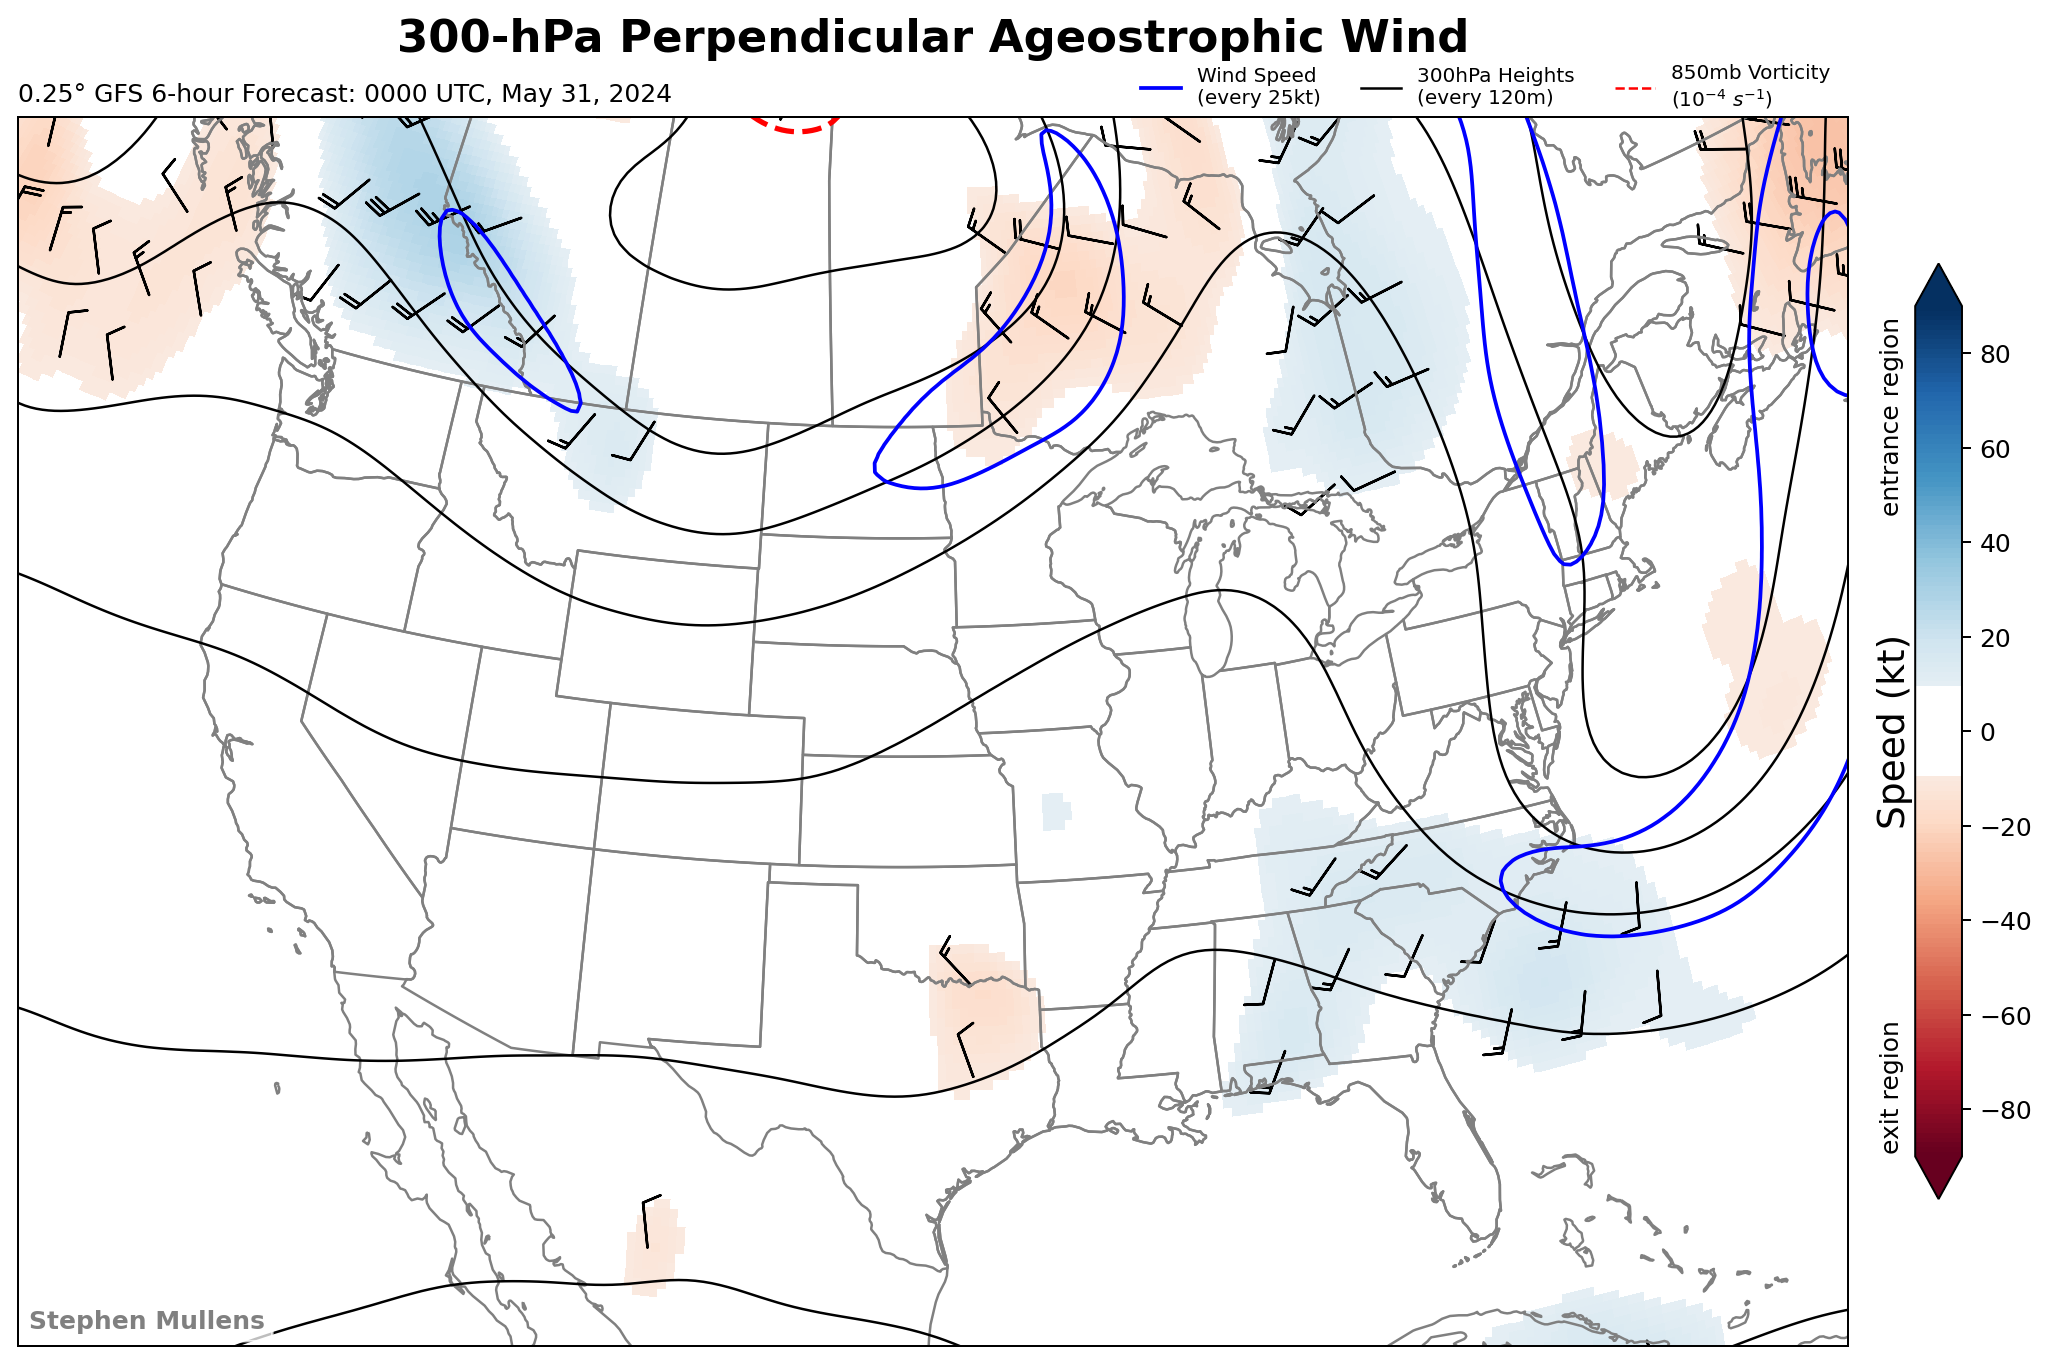 300-hPa Perpendicular Ageostrophic Wind
0.25° GFS 6-hour Forecast: 0000 UTC, May 31, 2024
Wind Speed
(every 25kt)
300hPa Heights
(every 120m)
850mb Vorticity
(10⁻⁴ s⁻¹)
entrance region
Speed (kt)
exit region
80
60
40
20
0
−20
−40
−60
−80
Stephen Mullens